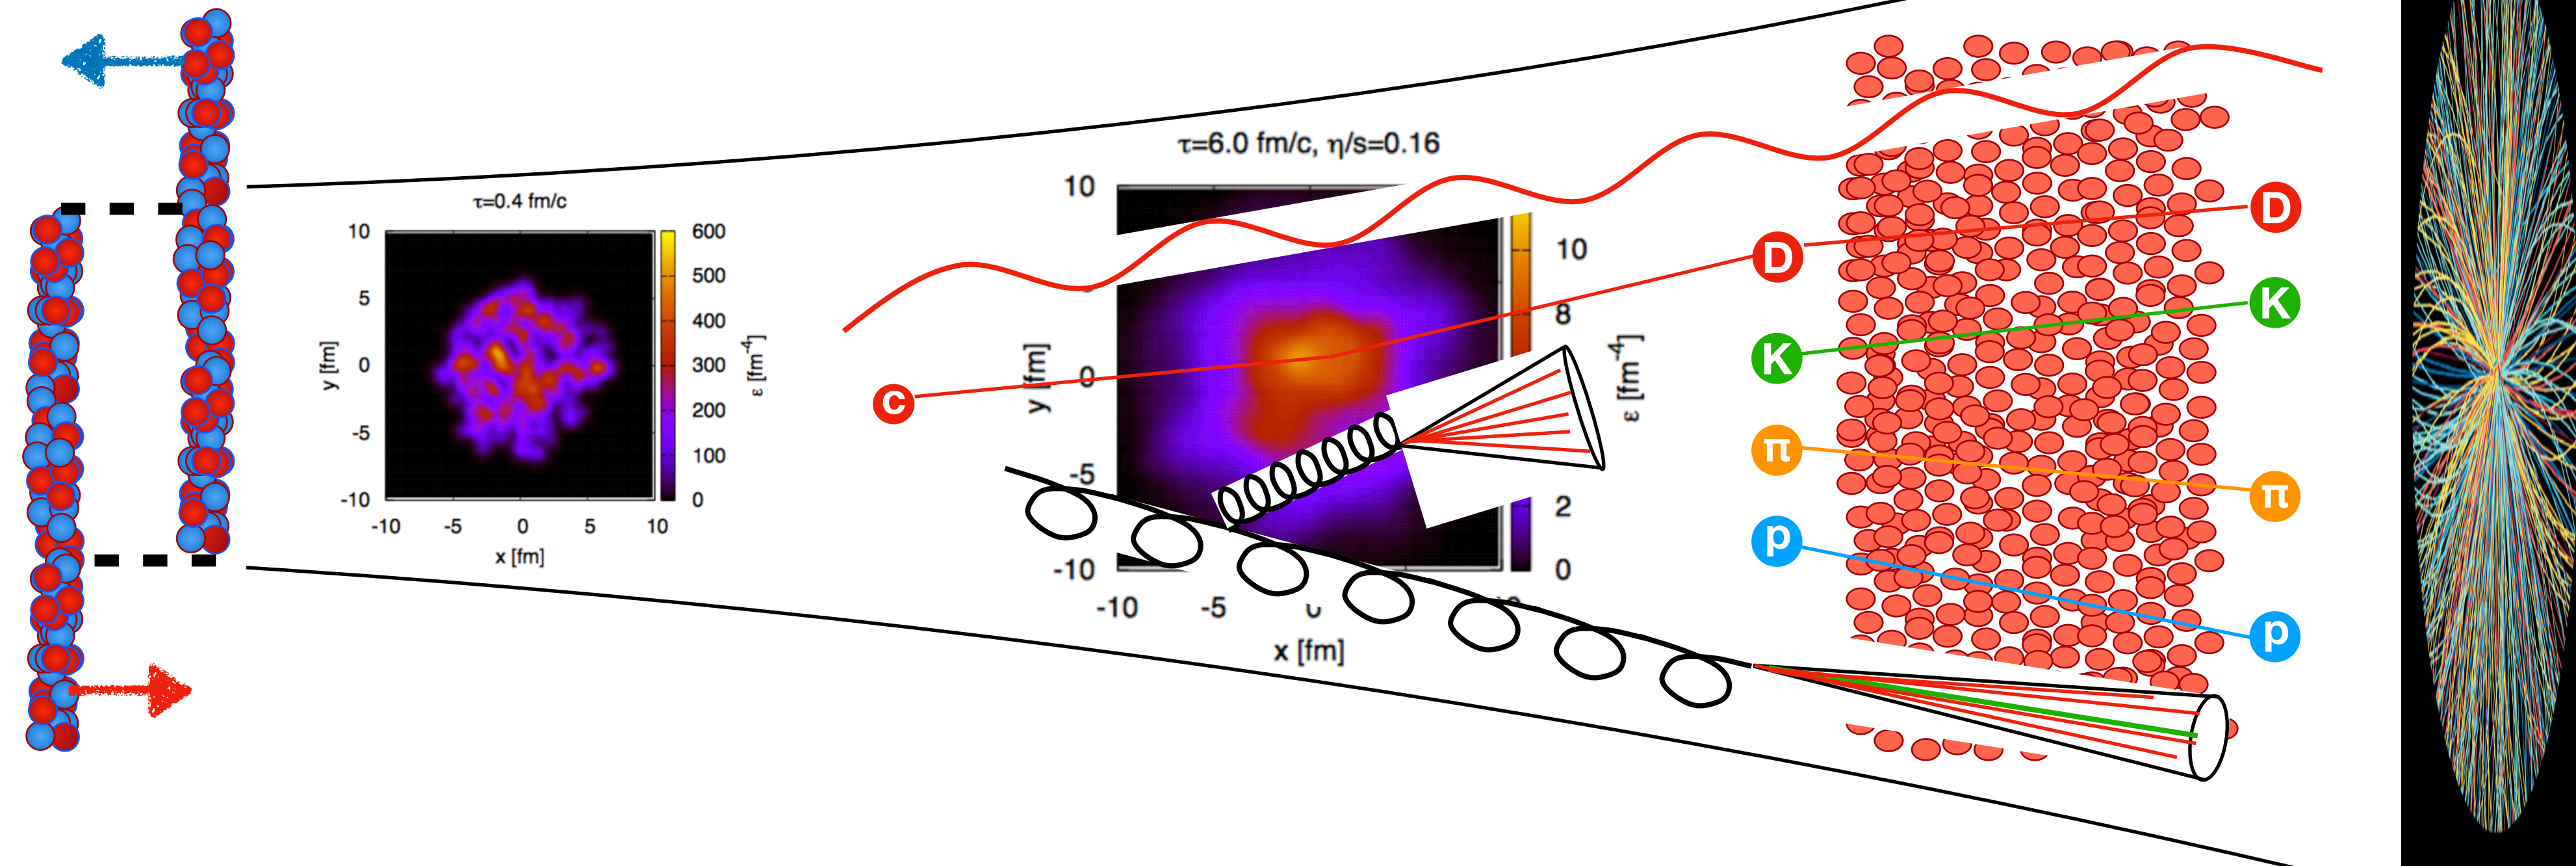 τ=0.4 fm/c
10
5
0
-5
-10
y [fm]
-10 -5 0 5 10
x [fm]
600
500
400
300
200
100
0
ε [fm⁻⁴]
c
τ=6.0 fm/c, η/s=0.16
10
0
-5
-10
y [fm]
-10 -5
x [fm]
10
8
2
0
ε [fm⁻⁴]
D
D
K
K
π
π
p
p